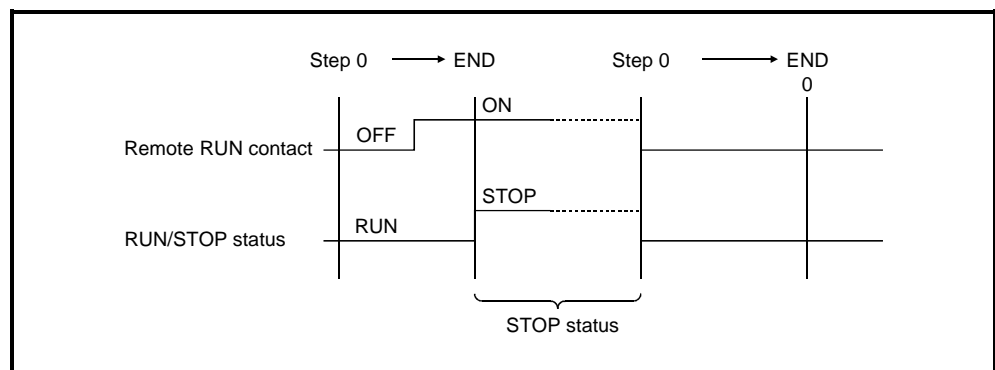 Step 0 → END Step 0 → END
0
ON
OFF
Remote RUN contact
STOP
RUN
RUN/STOP status
STOP status